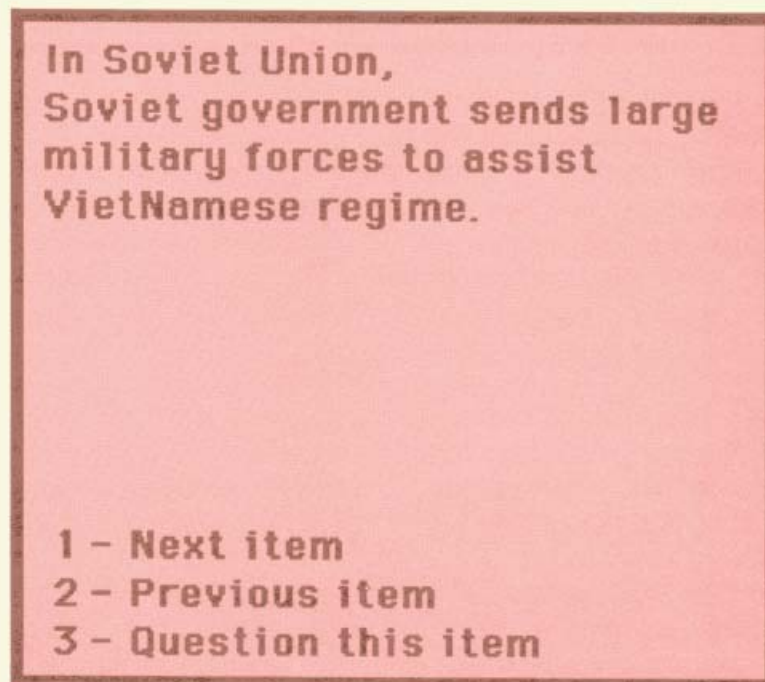 In Soviet Union,
Soviet government sends large
military forces to assist
VietNamese regime.
1 - Next item
2 - Previous item
3 - Question this item